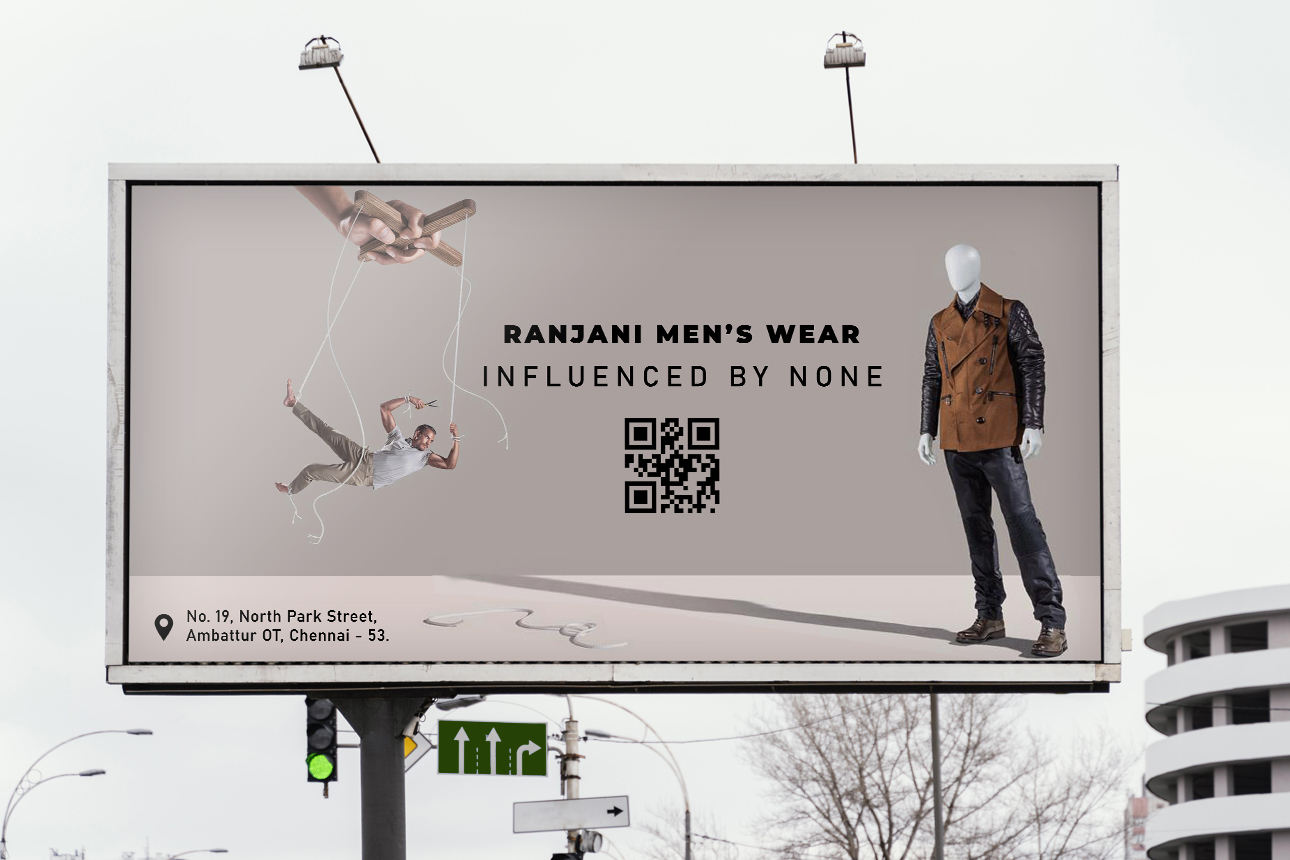 RANJANI MEN'S WEAR
INFLUENCED BY NONE
No. 19, North Park Street,
Ambattur OT, Chennai - 53.